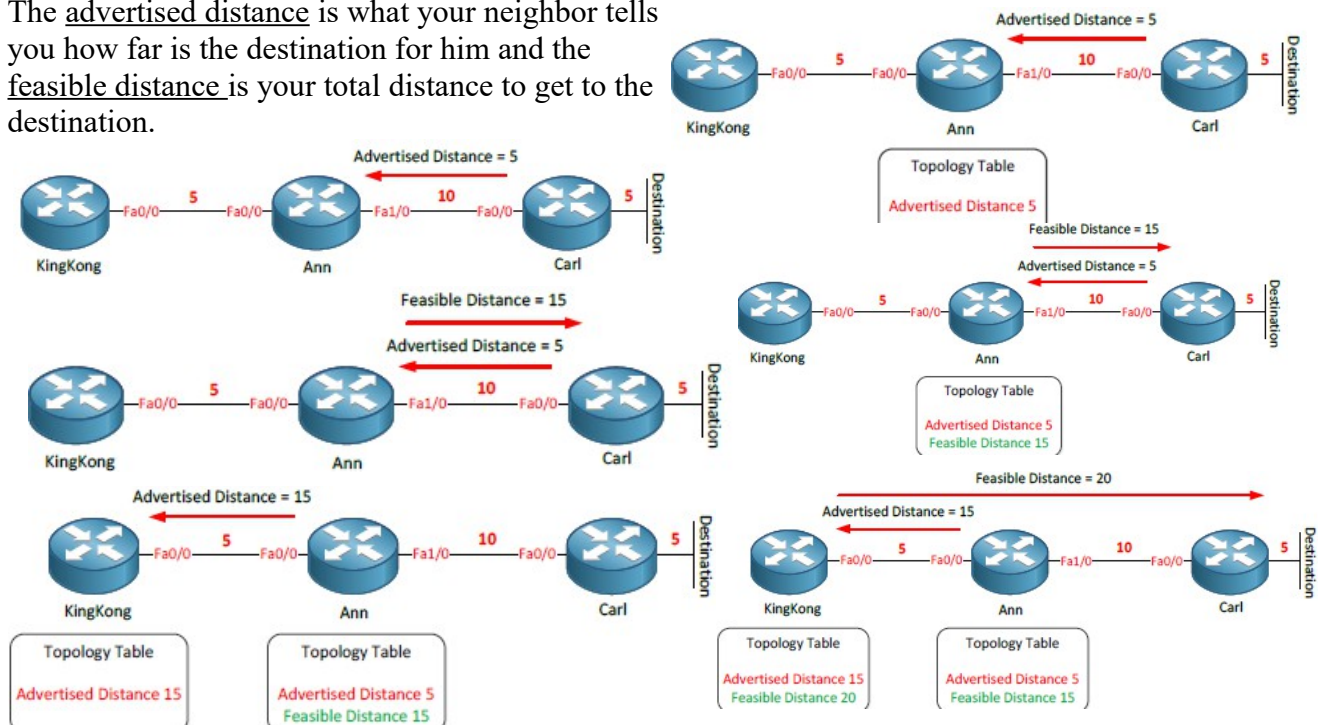 The advertised distance is what your neighbor tells
you how far is the destination for him and the
feasible distance is your total distance to get to the
destination.
Advertised Distance = 5
5
10
5
Fa0/0
Fa0/0
Fa1/0
Fa0/0
Destination
KingKong
Ann
Carl
Topology Table
Advertised Distance 5
Advertised Distance = 5
5
10
5
Fa0/0
Fa0/0
Fa1/0
Fa0/0
Destination
KingKong
Ann
Carl
Feasible Distance = 15
Advertised Distance = 5
5
10
5
Fa0/0
Fa0/0
Fa1/0
Fa0/0
Destination
KingKong
Ann
Carl
Topology Table
Advertised Distance 5
Feasible Distance 15
Feasible Distance = 15
Advertised Distance = 5
5
10
5
Fa0/0
Fa0/0
Fa1/0
Fa0/0
Destination
KingKong
Ann
Carl
Advertised Distance = 15
5
10
5
Fa0/0
Fa0/0
Fa1/0
Fa0/0
Destination
KingKong
Ann
Carl
Topology Table
Advertised Distance 15
Topology Table
Advertised Distance 5
Feasible Distance 15
Feasible Distance = 20
Advertised Distance = 15
5
10
5
Fa0/0
Fa0/0
Fa1/0
Fa0/0
Destination
KingKong
Ann
Carl
Topology Table
Advertised Distance 15
Feasible Distance 20
Topology Table
Advertised Distance 5
Feasible Distance 15